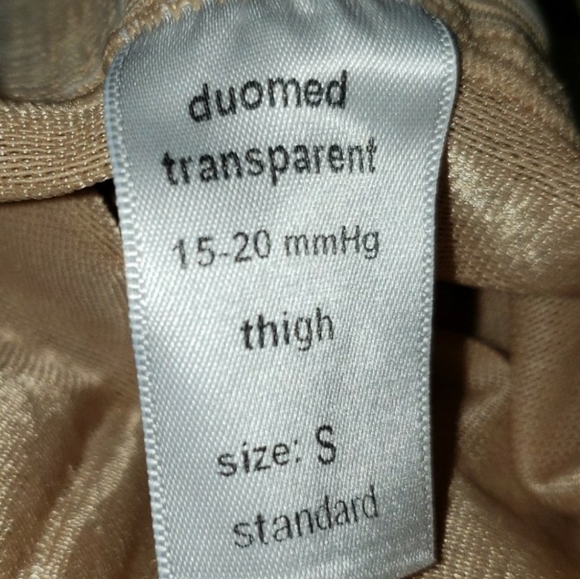 duomed
transparent
15-20 mmHg
thigh
size: S
standard